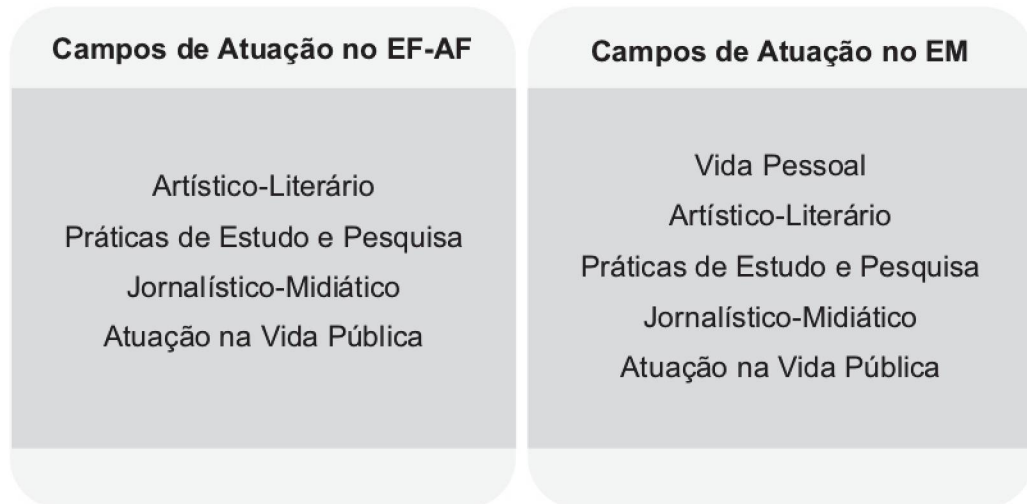 Campos de Atuação no EF-AF
Artístico-Literário
Práticas de Estudo e Pesquisa
Jornalístico-Midiático
Atuação na Vida Pública
Campos de Atuação no EM
Vida Pessoal
Artístico-Literário
Práticas de Estudo e Pesquisa
Jornalístico-Midiático
Atuação na Vida Pública